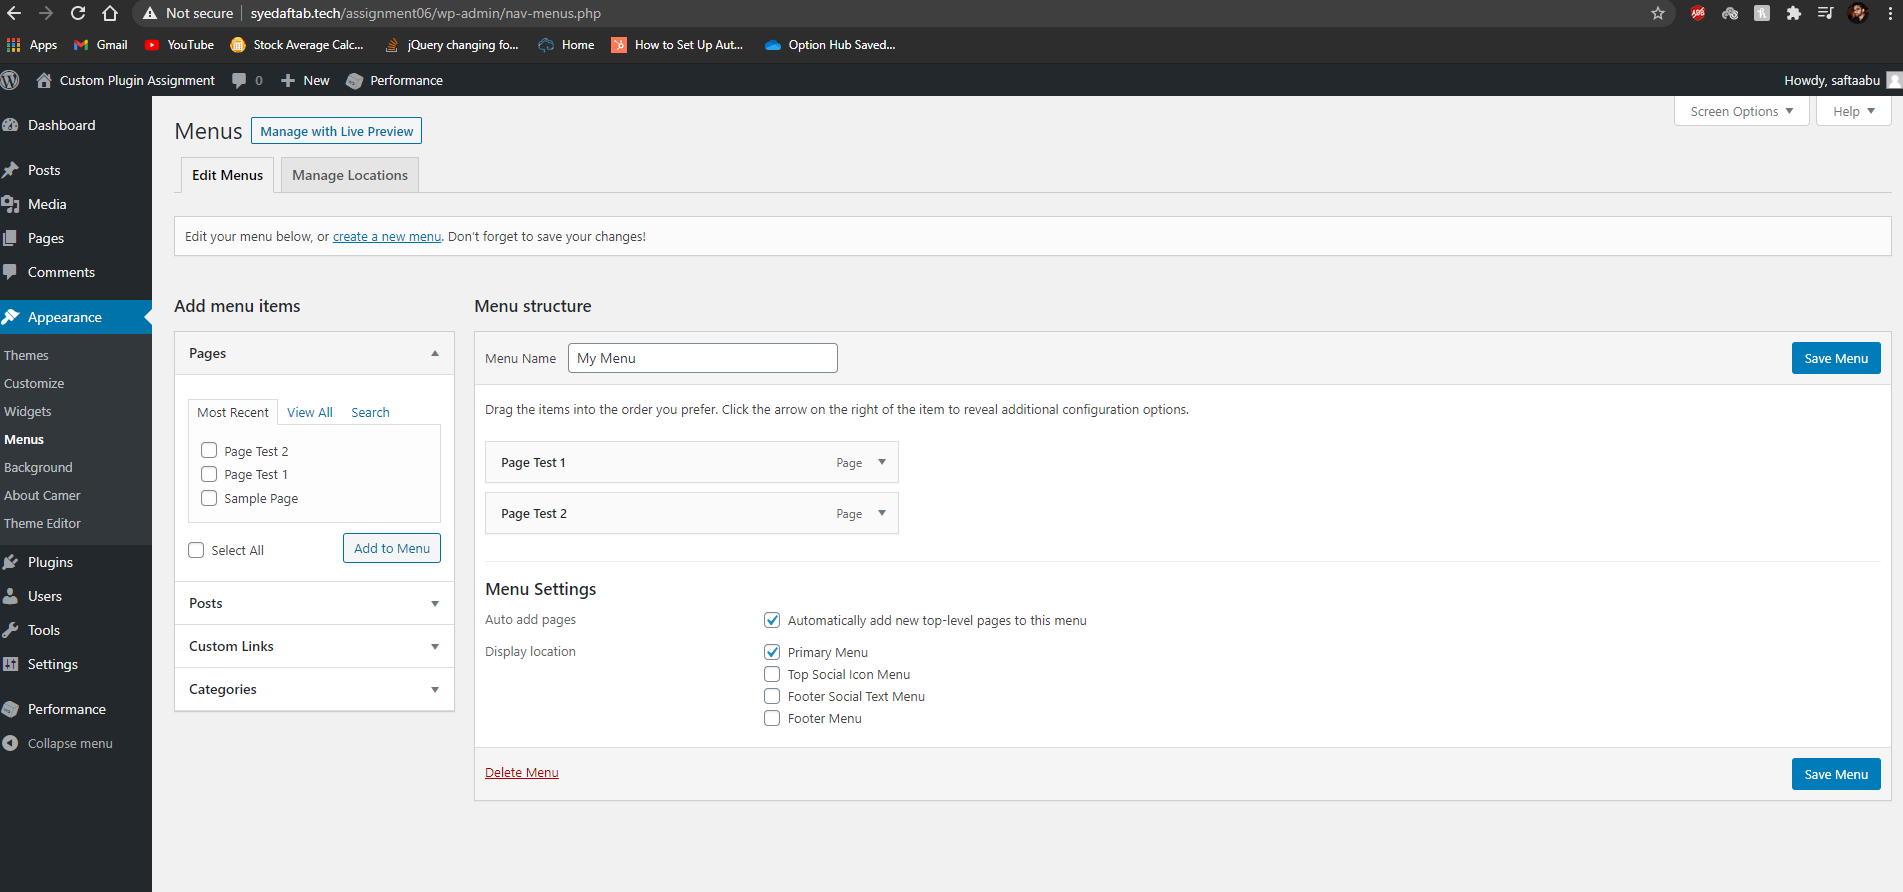 Not secure | syedaftab.tech/assignment06/wp-admin/nav-menus.php
Apps Gmail YouTube Stock Average Calc... jQuery changing fo... Home How to Set Up Aut... Option Hub Saved...
Custom Plugin Assignment 0 New Performance Howdy, saftaabu
Screen Options Help
Menus Manage with Live Preview
Edit Menus Manage Locations
Edit your menu below, or create a new menu. Don't forget to save your changes!
Dashboard
Posts
Media
Pages
Comments
Appearance
Themes
Customize
Widgets
Menus
Background
About Camer
Theme Editor
Plugins
Users
Tools
Settings
Performance
Collapse menu
Add menu items
Pages
Most Recent View All Search
Page Test 2
Page Test 1
Sample Page
Select All Add to Menu
Posts
Custom Links
Categories
Menu structure
Menu Name My Menu Save Menu
Drag the items into the order you prefer. Click the arrow on the right of the item to reveal additional configuration options.
Page Test 1 Page
Page Test 2 Page
Menu Settings
Auto add pages Automatically add new top-level pages to this menu
Display location Primary Menu
Top Social Icon Menu
Footer Social Text Menu
Footer Menu
Delete Menu Save Menu